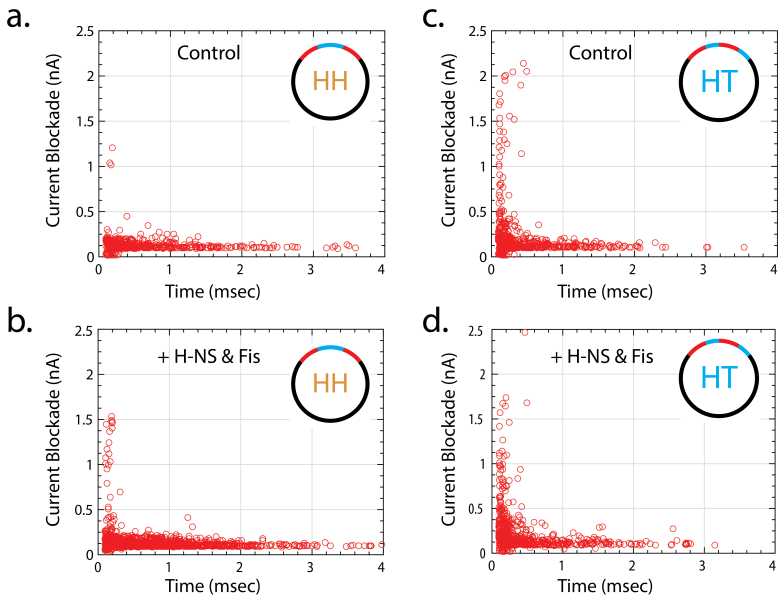 a.
Control
HH
Current Blockade (nA)
2.5
2
1.5
1
0.5
0
0 1 2 3 4
Time (msec)
c.
Control
HT
Current Blockade (nA)
2.5
2
1.5
1
0.5
0
0 1 2 3 4
Time (msec)
b.
+ H-NS & Fis
HH
Current Blockade (nA)
2.5
2
1.5
1
0.5
0
0 1 2 3 4
Time (msec)
d.
+ H-NS & Fis
HT
Current Blockade (nA)
2.5
2
1.5
1
0.5
0
0 1 2 3 4
Time (msec)